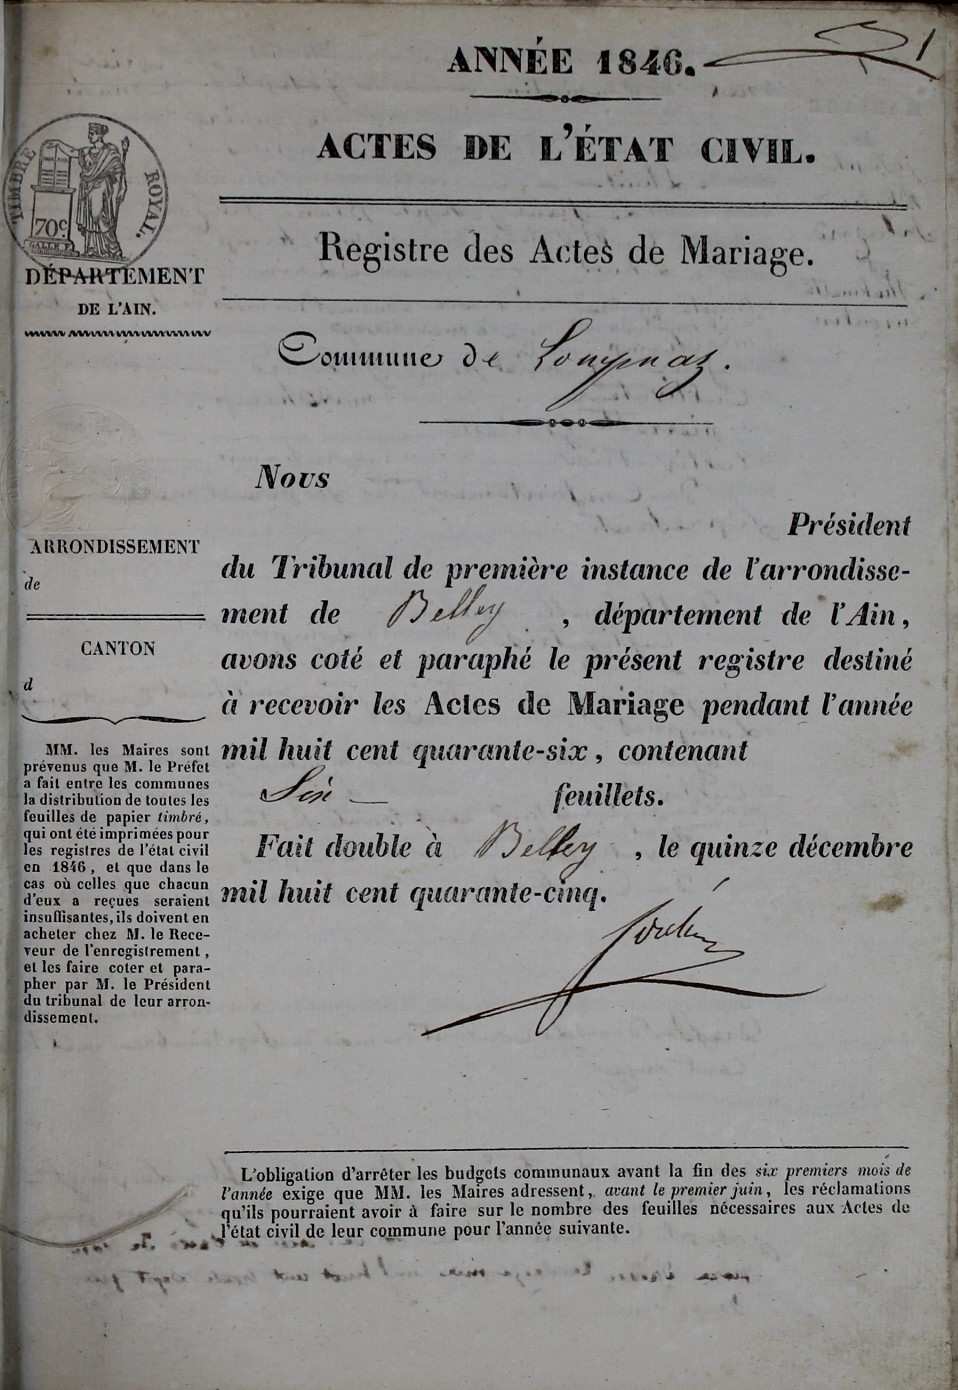 1
ANNÉE 1846.
ACTES DE L'ÉTAT CIVIL.
Registre des Actes de Mariage.
Commune de Lompnaz.
TIMBRE ROYAL.
70c
DÉPARTEMENT
DE L'AIN.
ARRONDISSEMENT
de
CANTON
d
MM. les Maires sont
prévenus que M. le Préfet
a fait entre les communes
la distribution de toutes les
feuilles de papier timbré,
qui ont été imprimées pour
les registres de l'état civil
en 1846, et que dans le
cas où celles que chacun
d'eux a reçues seraient
insuffisantes, ils doivent en
acheter chez M. le Rece-
veur de l'enregistrement,
et les faire coter et para-
pher par M. le Président
du tribunal de leur arron-
dissement.
Nous
Président
du Tribunal de première instance de l'arrondisse-
ment de Belley, département de l'Ain,
avons coté et paraphé le présent registre destiné
à recevoir les Actes de Mariage pendant l'année
mil huit cent quarante-six, contenant
Six feuillets.
Fait double à Belley, le quinze décembre
mil huit cent quarante-cinq.
L'obligation d'arrêter les budgets communaux avant la fin des six premiers mois de
l'année exige que MM. les Maires adressent, avant le premier juin, les réclamations
qu'ils pourraient avoir à faire sur le nombre des feuilles nécessaires aux Actes de
l'état civil de leur commune pour l'année suivante.